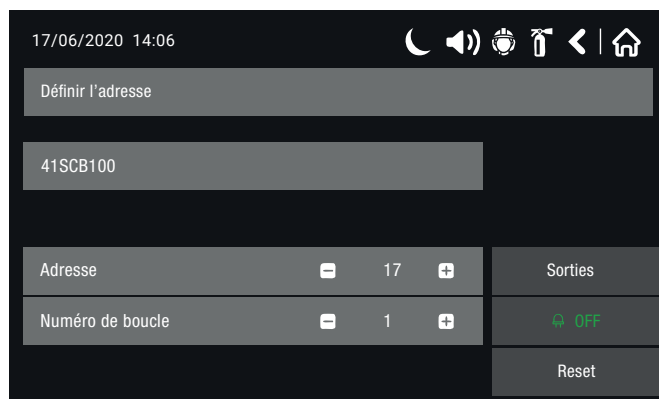 17/06/2020 14:06
Définir l'adresse
41SCB100
Adresse 17 Sorties
Numéro de boucle 1 OFF
Reset